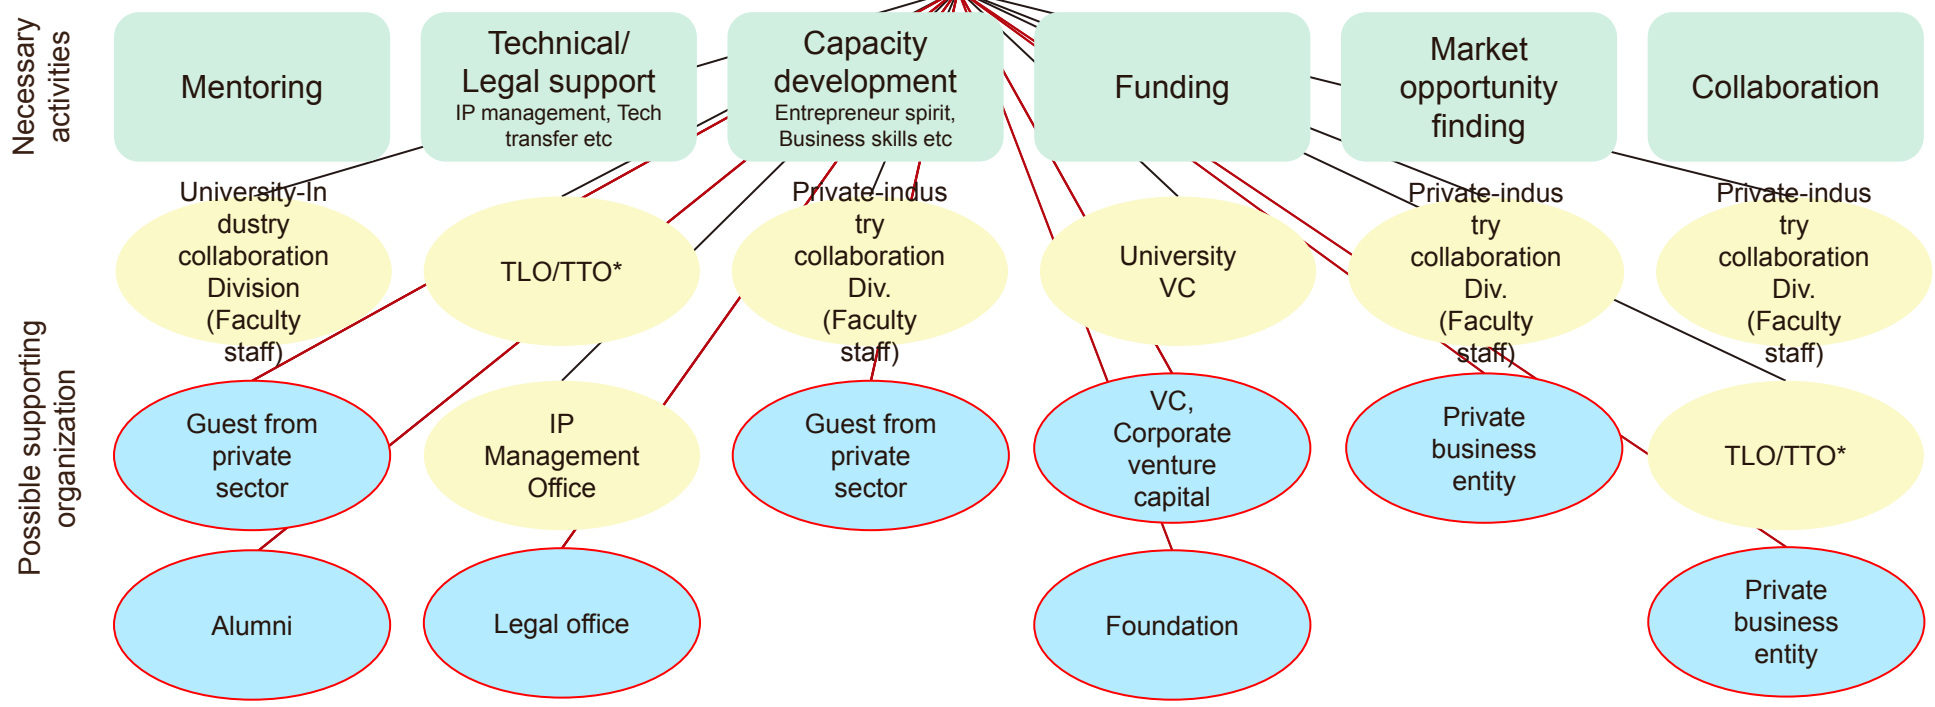 Necessary
activities
Mentoring
Technical/
Legal support
IP management, Tech
transfer etc
Capacity
development
Entrepreneur spirit,
Business skills etc
Funding
Market
opportunity
finding
Collaboration
Possible supporting
organization
University-In
dustry
collaboration
Division
(Faculty
staff)
Guest from
private
sector
Alumni
TLO/TTO*
IP
Management
Office
Legal office
Private-indus
try
collaboration
Div.
(Faculty
staff)
Guest from
private
sector
University
VC
VC,
Corporate
venture
capital
Foundation
Private-indus
try
collaboration
Div.
(Faculty
staff)
Private
business
entity
Private-indus
try
collaboration
Div.
(Faculty
staff)
TLO/TTO*
Private
business
entity